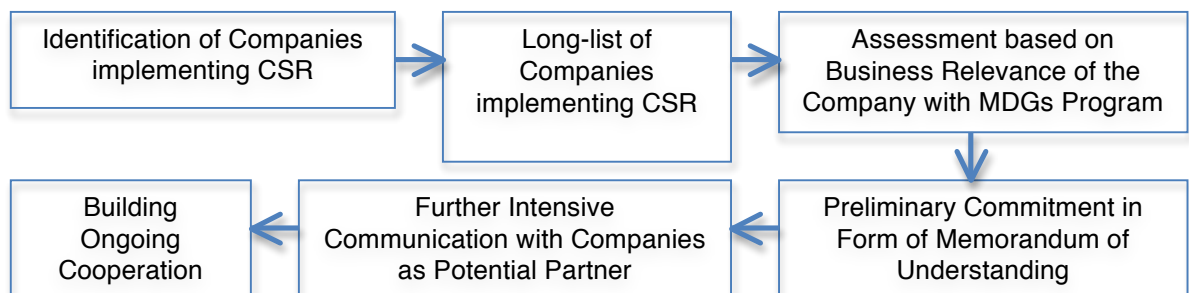 Identification of Companies
implementing CSR
Long-list of
Companies
implementing CSR
Assessment based on
Business Relevance of the
Company with MDGs Program
Building
Ongoing
Cooperation
Further Intensive
Communication with Companies
as Potential Partner
Preliminary Commitment in
Form of Memorandum of
Understanding